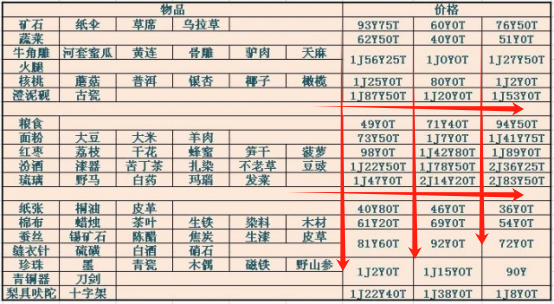 物品 价格
矿石 纸伞 草席 乌拉草 93Y75T 60Y0T 76Y50T
蔬菜 62Y50T 40Y0T 51Y0T
牛角雕 河套蜜瓜 黄连 骨雕 驴肉 天麻 1J56Y25T 1J0Y0T 1J27Y50T
火腿
核桃 蘑菇 普洱 银杏 椰子 橄榄 1J25Y0T 80Y0T 1J2Y0T
澄泥砚 古瓷 1J87Y50T 1J20Y0T 1J53Y0T
粮食 49Y0T 71Y40T 94Y50T
面粉 大豆 大米 羊肉 73Y50T 1J7Y0T 1J41Y75T
红枣 荔枝 干花 蜂蜜 笋干 菠萝 98Y0T 1J42Y80T 1J89Y0T
汾酒 漆器 苦丁茶 扎染 不老草 豆豉 1J22Y50T 1J78Y50T 2J36Y25T
琉璃 野马 白药 玛瑙 发菜 1J47Y0T 2J14Y20T 2J83Y50T
纸张 桐油 皮革 40Y80T 46Y0T 36Y0T
棉布 蜡烛 茶叶 生铁 染料 木材 61Y20T 69Y0T 54Y0T
蚕丝 锡矿石 陈醋 焦炭 生漆 皮草 81Y60T 92Y0T 72Y0T
缝衣针 硫磺 白酒 硝石
珍珠 墨 青瓷 木偶 磁铁 野山参 1J2Y0T 1J15Y0T 90Y
青铜器 刀剑
梨具吠陀 十字架 1J22Y40T 1J38Y0T 1J8Y0T